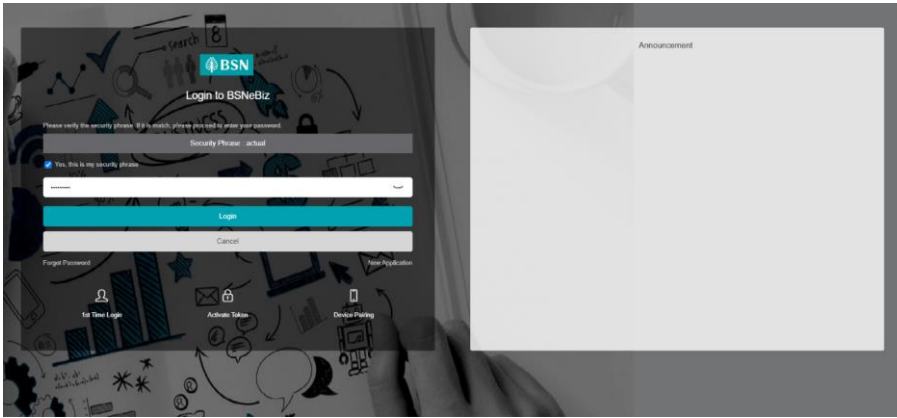 search
8
BSN
Login to BSNeBiz
Please verify the security phrase. If it is match, please proceed to enter your password.
Security Phrase : actual
Yes, this is my security phrase
Login
Cancel
Forgot Password
New Application
1st Time Login
Activate Token
Device Pairing
Announcement